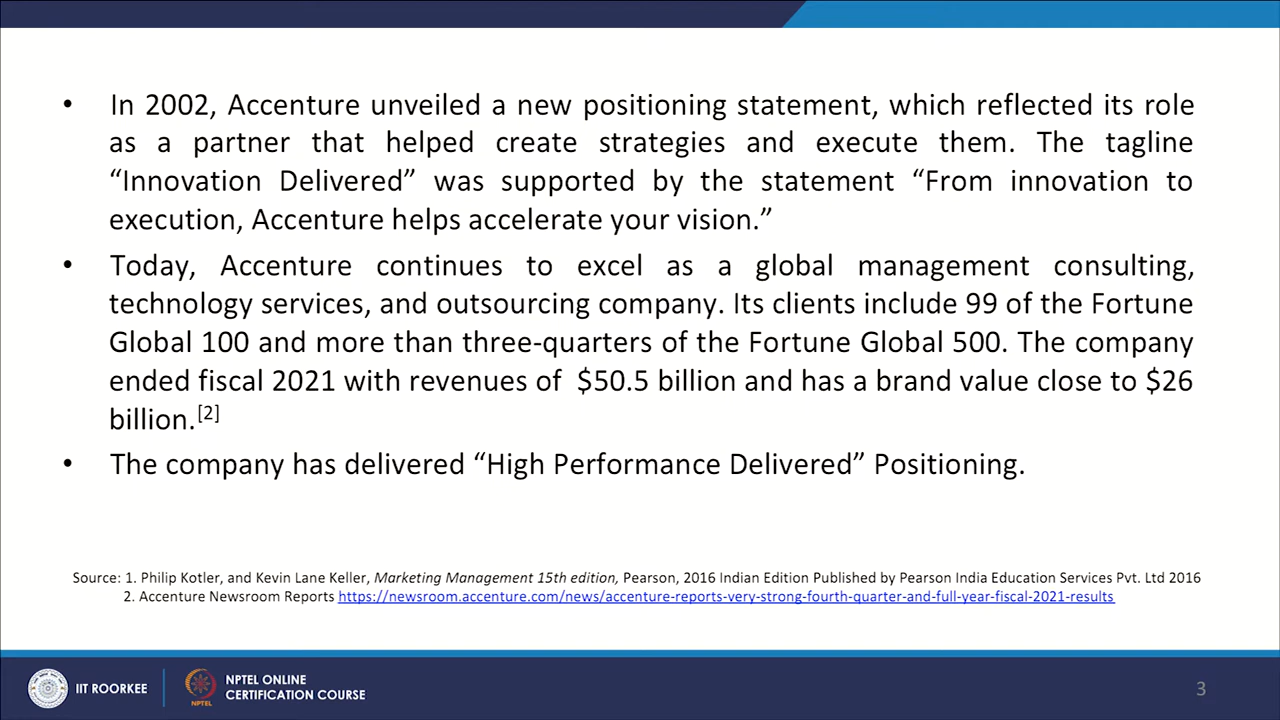 • In 2002, Accenture unveiled a new positioning statement, which reflected its role
as a partner that helped create strategies and execute them. The tagline
“Innovation Delivered” was supported by the statement “From innovation to
execution, Accenture helps accelerate your vision.”
• Today, Accenture continues to excel as a global management consulting,
technology services, and outsourcing company. Its clients include 99 of the Fortune
Global 100 and more than three-quarters of the Fortune Global 500. The company
ended fiscal 2021 with revenues of $50.5 billion and has a brand value close to $26
billion.[2]
• The company has delivered “High Performance Delivered” Positioning.
Source: 1. Philip Kotler, and Kevin Lane Keller, Marketing Management 15th edition, Pearson, 2016 Indian Edition Published by Pearson India Education Services Pvt. Ltd 2016
2. Accenture Newsroom Reports https://newsroom.accenture.com/news/accenture-reports-very-strong-fourth-quarter-and-full-year-fiscal-2021-results
IIT ROORKEE
NPTEL
NPTEL ONLINE
CERTIFICATION COURSE
3